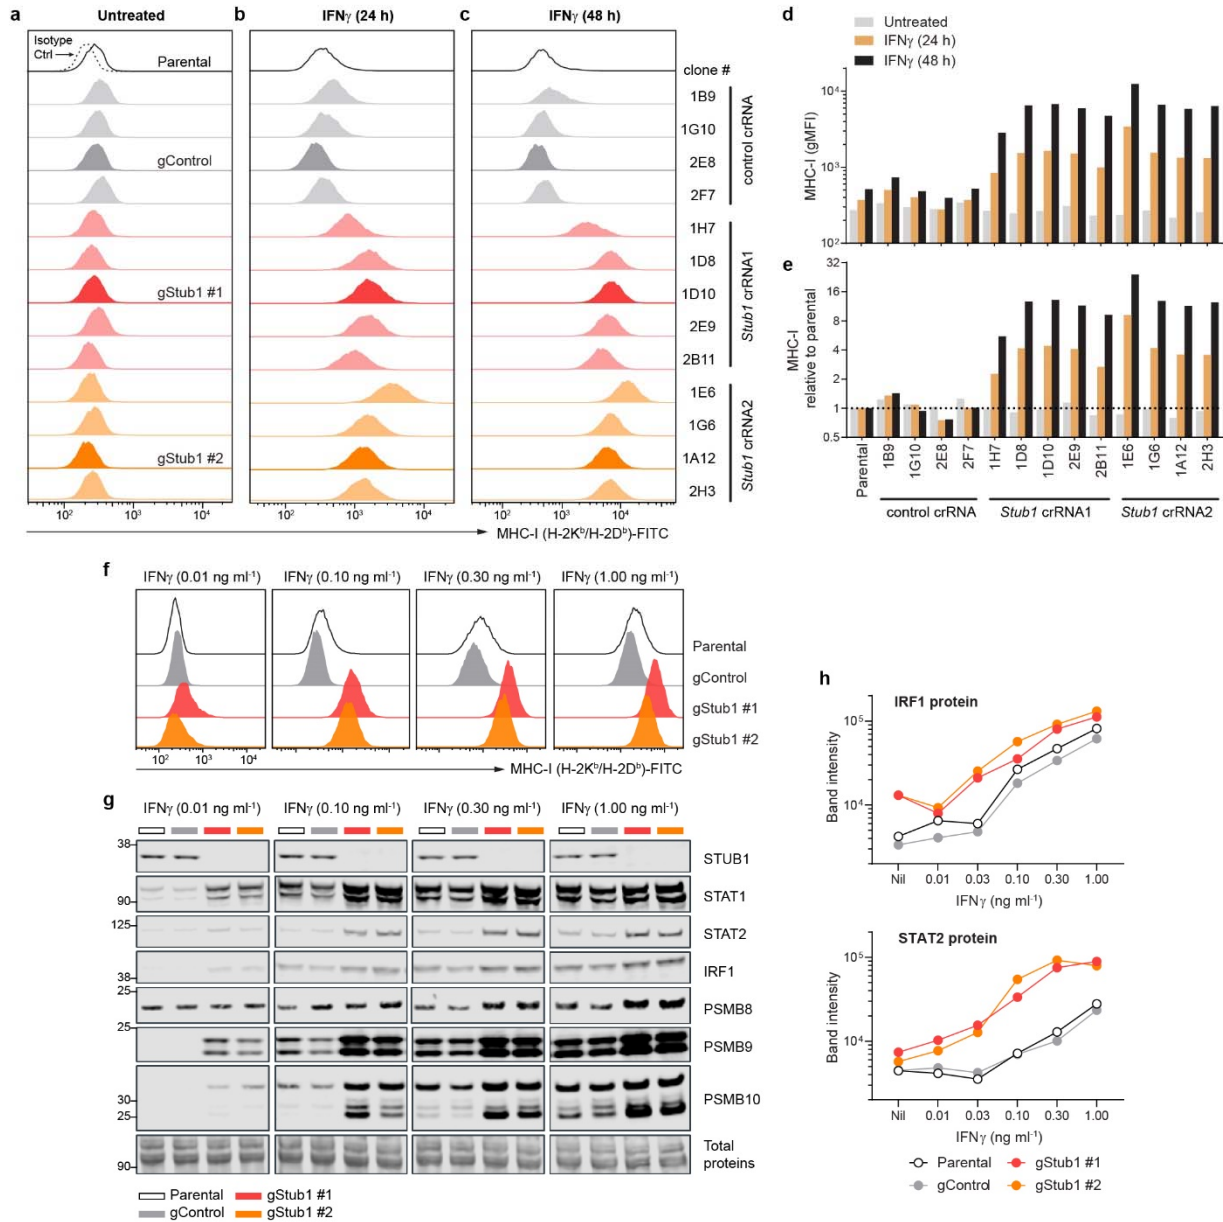 a
Untreated
b
IFNγ (24 h)
c
IFNγ (48 h)
Isotype
Ctrl
Parental
gControl
gStub1 #1
gStub1 #2
clone #
1B9
1G10
2E8
2F7
1H7
1D8
1D10
2E9
2B11
1E6
1G6
1A12
2H3
control crRNA
Stub1 crRNA1
Stub1 crRNA2
10² 10³ 10⁴
10² 10³ 10⁴
10² 10³ 10⁴
MHC-I (H-2Kᵇ/H-2Dᵇ)-FITC
d
Untreated
IFNγ (24 h)
IFNγ (48 h)
MHC-I (gMFI)
10⁴
10³
10²
e
MHC-I
relative to parental
32
16
8
4
2
1
0.5
Parental 1B9 1G10 2E8 2F7 1H7 1D8 1D10 2E9 2B11 1E6 1G6 1A12 2H3
control crRNA Stub1 crRNA1 Stub1 crRNA2
f
IFNγ (0.01 ng ml⁻¹) IFNγ (0.10 ng ml⁻¹) IFNγ (0.30 ng ml⁻¹) IFNγ (1.00 ng ml⁻¹)
Parental
gControl
gStub1 #1
gStub1 #2
10² 10³ 10⁴
MHC-I (H-2Kᵇ/H-2Dᵇ)-FITC
g
IFNγ (0.01 ng ml⁻¹) IFNγ (0.10 ng ml⁻¹) IFNγ (0.30 ng ml⁻¹) IFNγ (1.00 ng ml⁻¹)
38
STUB1
STAT1
90
125
STAT2
IRF1
38
25
PSMB8
25
PSMB9
PSMB10
30
25
Total
proteins
90
Parental gStub1 #1
gControl gStub1 #2
h
IRF1 protein
Band intensity
10⁵
10⁴
Nil 0.01 0.03 0.10 0.30 1.00
IFNγ (ng ml⁻¹)
STAT2 protein
Band intensity
10⁵
10⁴
Nil 0.01 0.03 0.10 0.30 1.00
IFNγ (ng ml⁻¹)
Parental gStub1 #1
gControl gStub1 #2